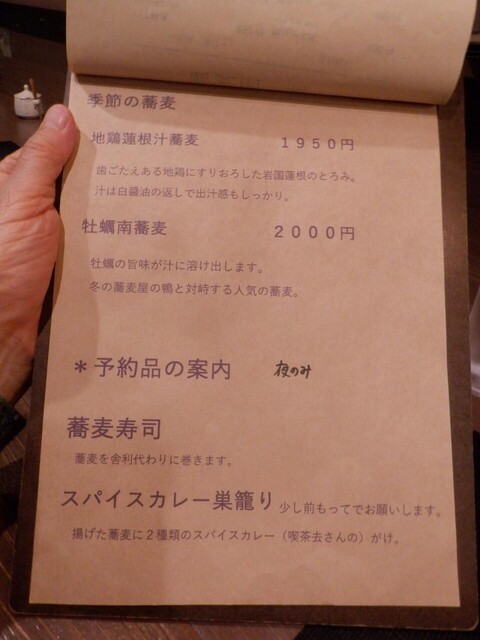 季節の蕎麦
地鶏蓮根汁蕎麦 1950円
歯ごたえある地鶏にすりおろした岩国蓮根のとろみ。
汁は白醤油の返しで出汁感もしっかり。
牡蠣南蕎麦 2000円
牡蠣の旨味が汁に溶け出します。
冬の蕎麦屋の鴨と対峙する人気の蕎麦。
＊予約品の案内 夜のみ
蕎麦寿司
蕎麦を舎利代わりに巻きます。
スパイスカレー巣籠り 少し前もってでお願いします。
揚げた蕎麦に２種類のスパイスカレー（喫茶去さんの）がけ。